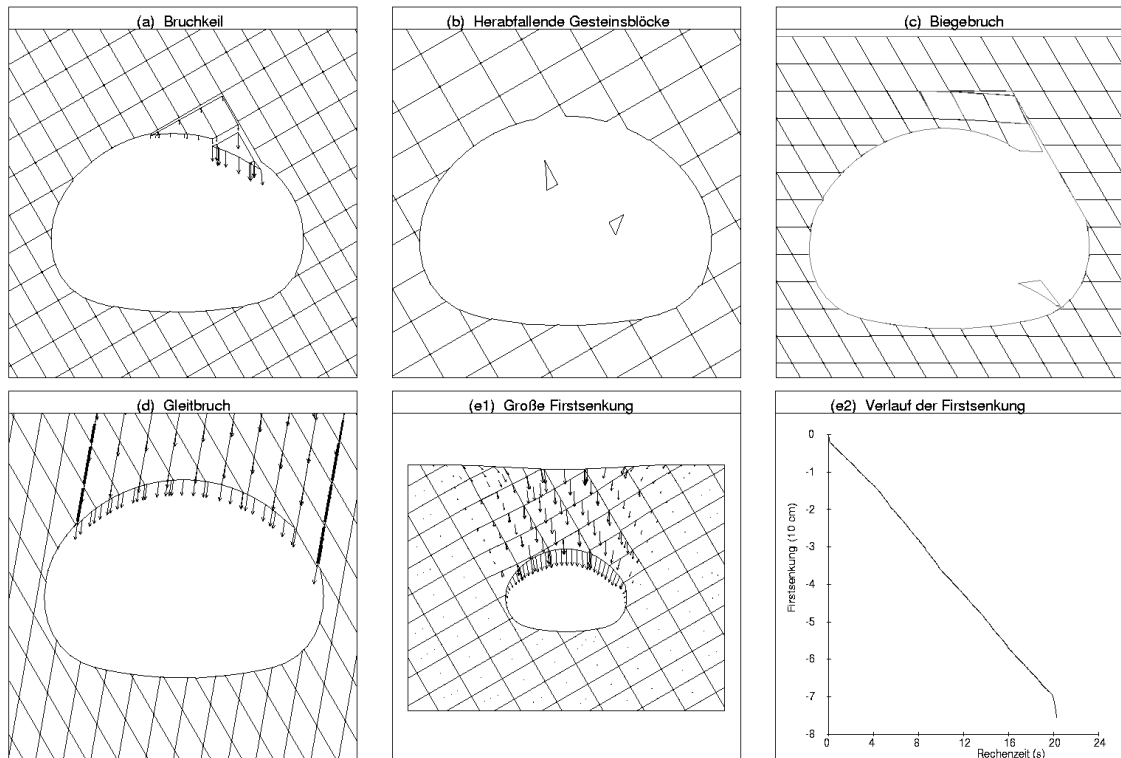 (a) Bruchkeil
(b) Herabfallende Gesteinsblöcke
(c) Biegebruch
(d) Gleitbruch
(e1) Große Firstsenkung
(e2) Verlauf der Firstsenkung
0
-1
-2
-3
-4
-5
-6
-7
-8
Firstsenkung (10 cm)
0
4
8
12
16
20
24
Rechenzeit (s)